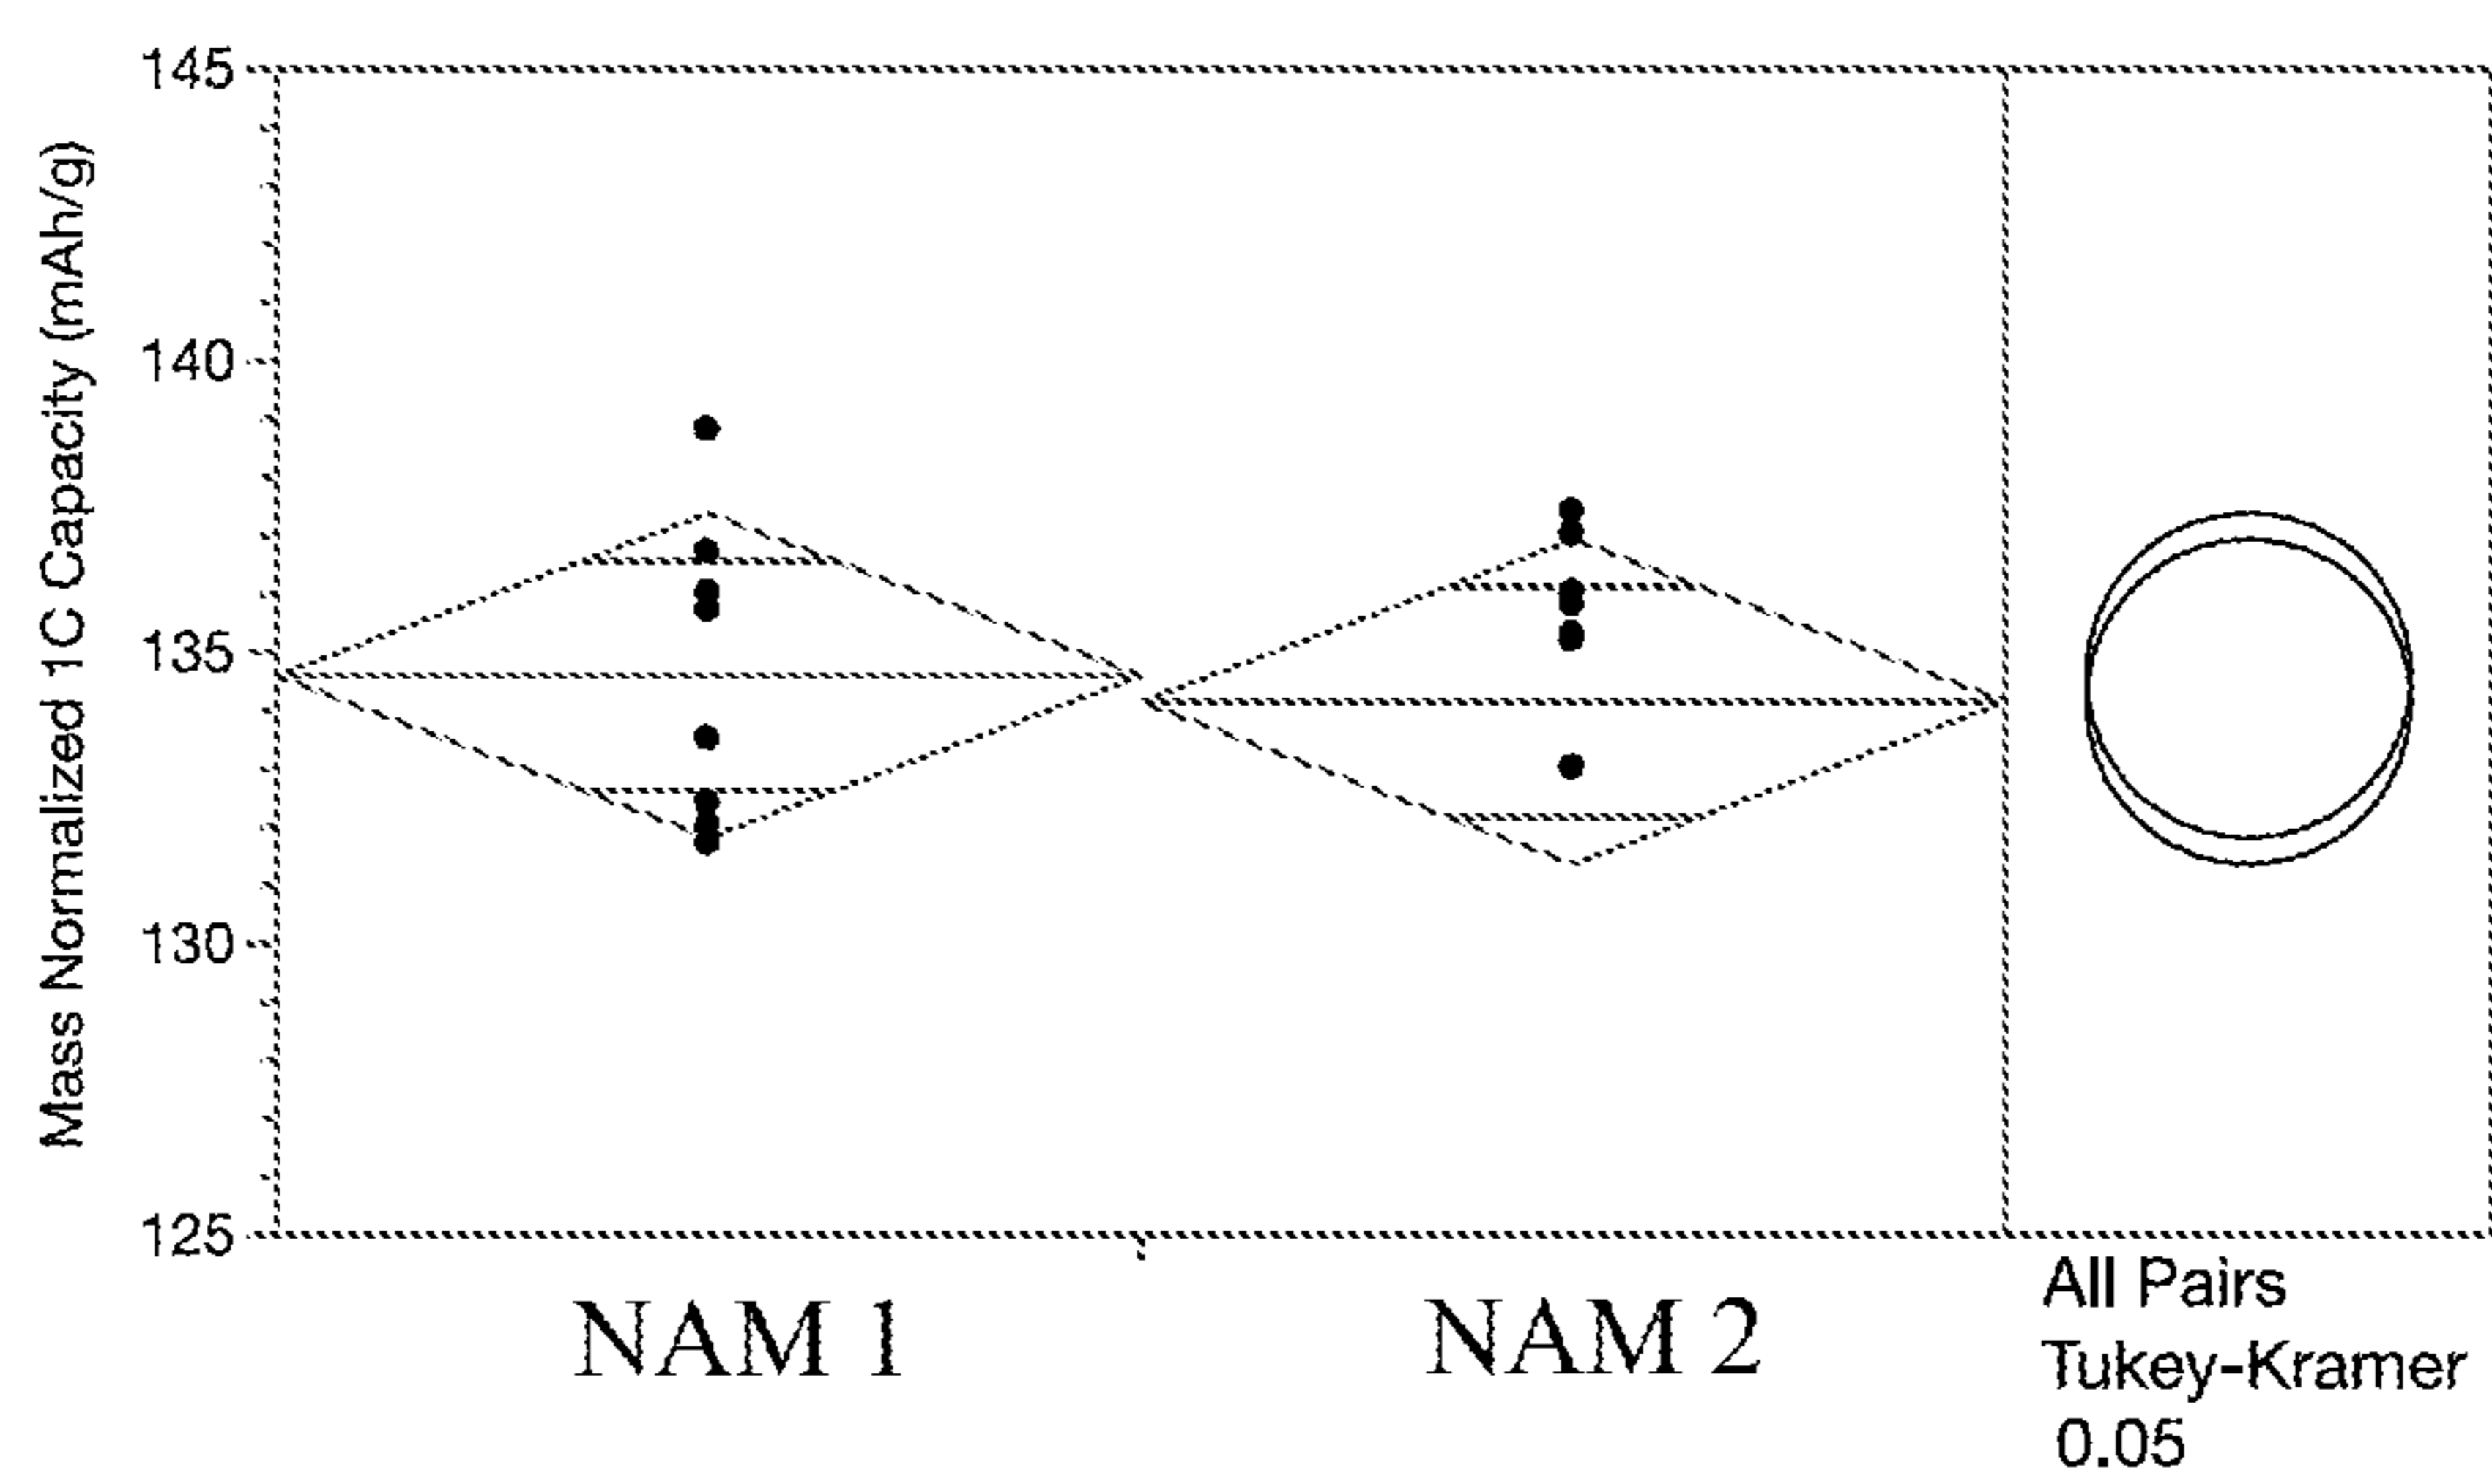 Mass Normalized 1C Capacity (mAh/g)
145
140
135
130
125
NAM 1
NAM 2
All Pairs
Tukey-Kramer
0.05